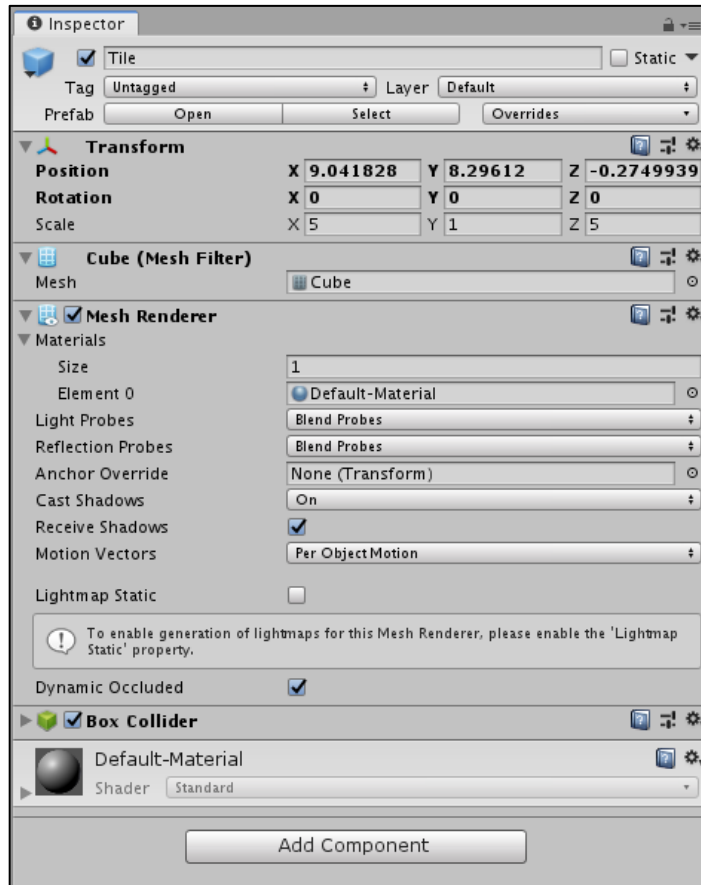 Inspector
Tile Static
Tag Untagged Layer Default
Prefab Open Select Overrides
Transform
Position X 9.041828 Y 8.29612 Z -0.2749939
Rotation X 0 Y 0 Z 0
Scale X 5 Y 1 Z 5
Cube (Mesh Filter)
Mesh Cube
Mesh Renderer
Materials
Size 1
Element 0 Default-Material
Light Probes Blend Probes
Reflection Probes Blend Probes
Anchor Override None (Transform)
Cast Shadows On
Receive Shadows
Motion Vectors Per Object Motion
Lightmap Static
To enable generation of lightmaps for this Mesh Renderer, please enable the 'Lightmap
Static' property.
Dynamic Occluded
Box Collider
Default-Material
Shader Standard
Add Component